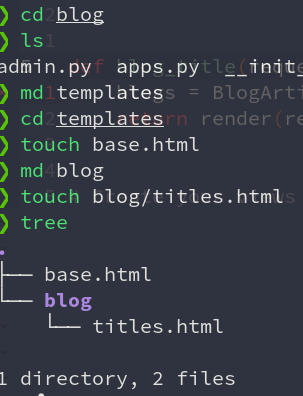 ❯ cd blog
❯ ls
admin.py apps.py __init_
❯ md templates
❯ cd templates
❯ touch base.html
❯ md blog
❯ touch blog/titles.html
❯ tree
.
├── base.html
└── blog
    └── titles.html
1 directory, 2 files